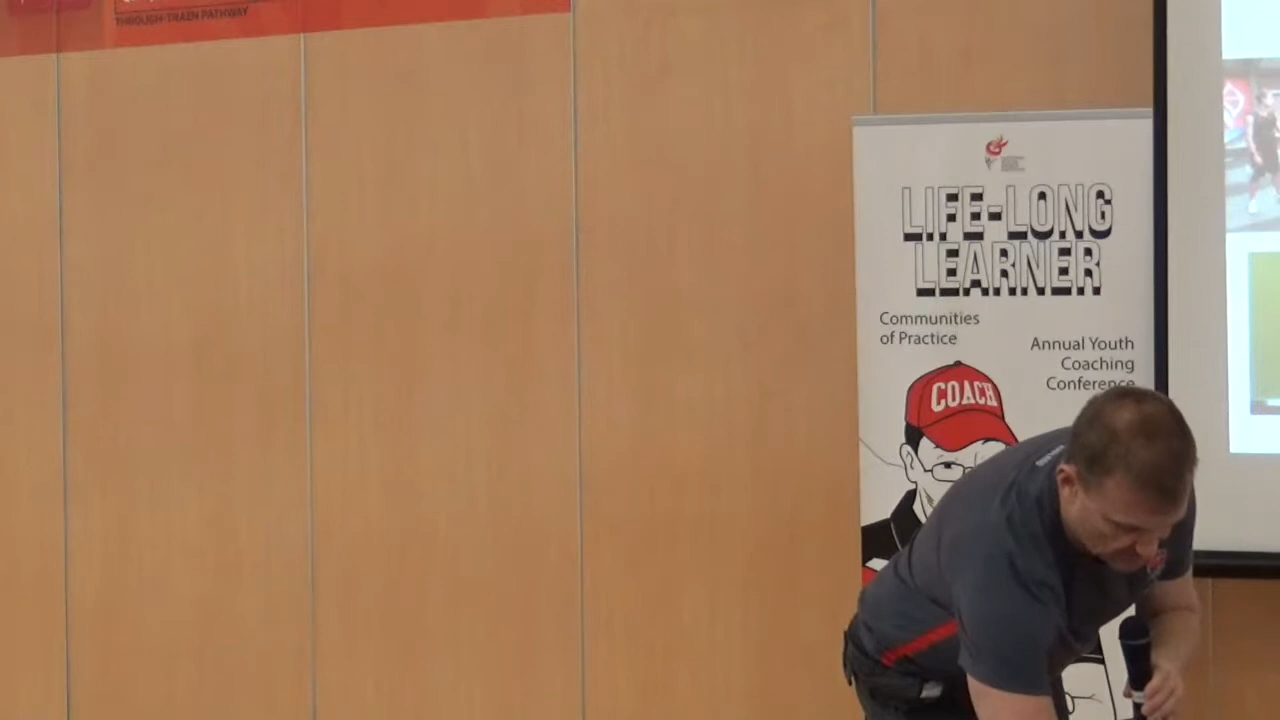 THROUGH-TRAIN PATHWAY
LIFE-LONG
LEARNER
Communities
of Practice
Annual Youth
Coaching
Conference
COACH